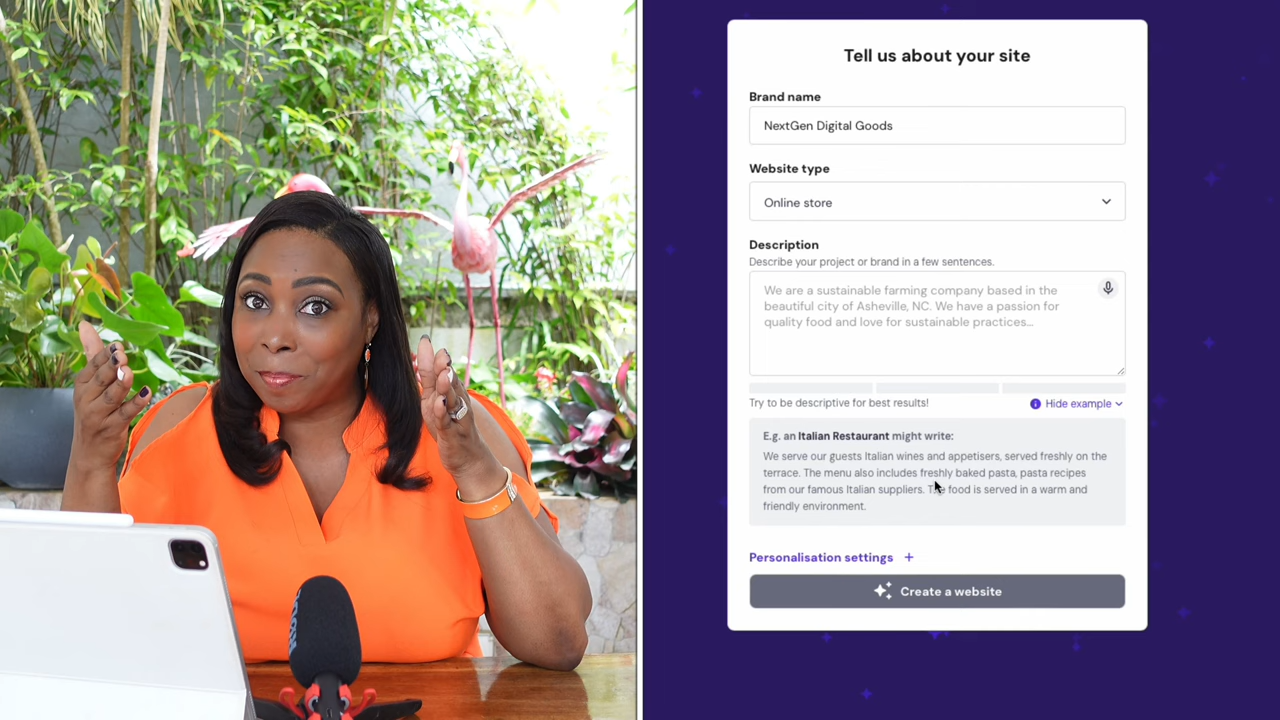 Tell us about your site
Brand name
NextGen Digital Goods
Website type
Online store
Description
Describe your project or brand in a few sentences.
We are a sustainable farming company based in the
beautiful city of Asheville, NC. We have a passion for
quality food and love for sustainable practices...
Try to be descriptive for best results!
Hide example
E.g. an Italian Restaurant might write:
We serve our guests Italian wines and appetisers, served freshly on the
terrace. The menu also includes freshly baked pasta, pasta recipes
from our famous Italian suppliers. The food is served in a warm and
friendly environment.
Personalisation settings +
Create a website